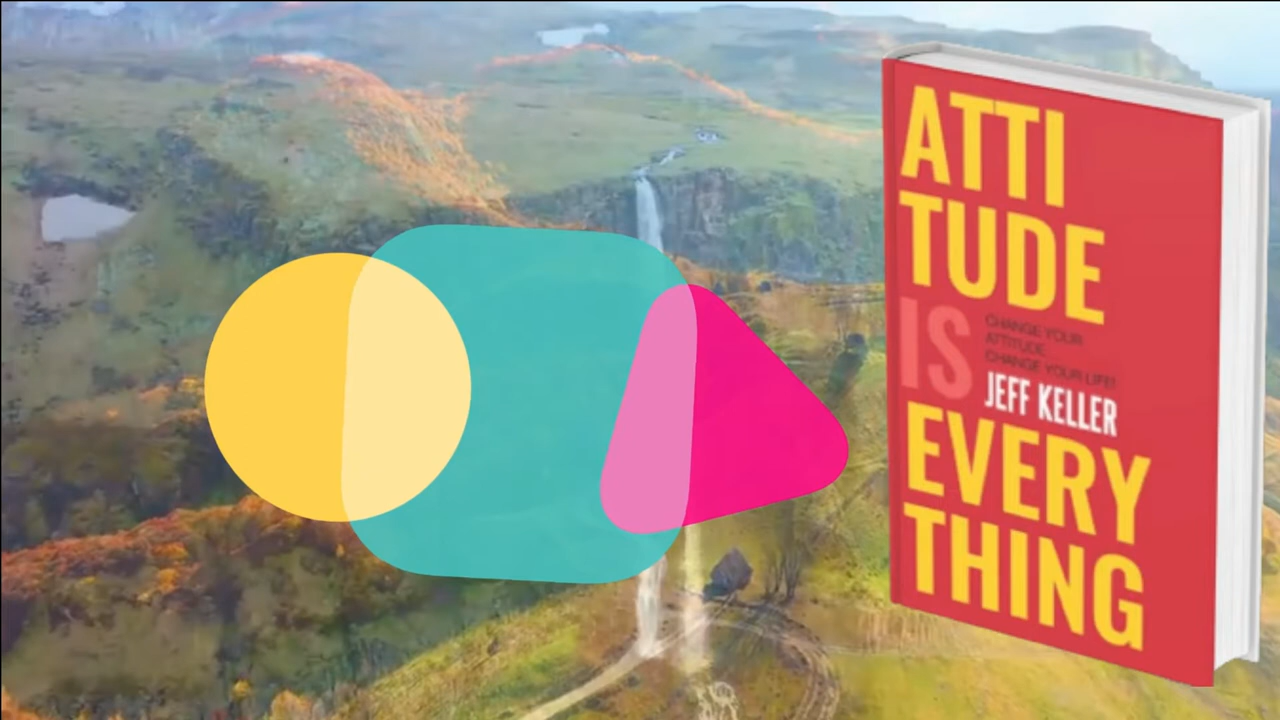 ATTI
TUDE
IS
CHANGE YOUR
ATTITUDE
CHANGE YOUR LIFE!
JEFF KELLER
EVERY
THING